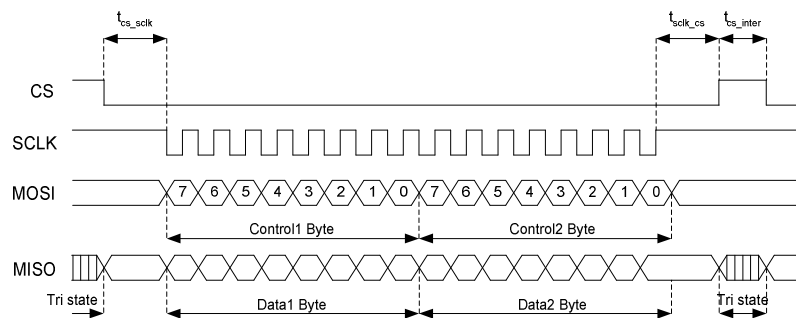 tcs_sclk tsclk_cs tcs_inter
CS
SCLK
MOSI 7 6 5 4 3 2 1 0 7 6 5 4 3 2 1 0
Control1 Byte Control2 Byte
MISO
Tri state Data1 Byte Data2 Byte Tri state